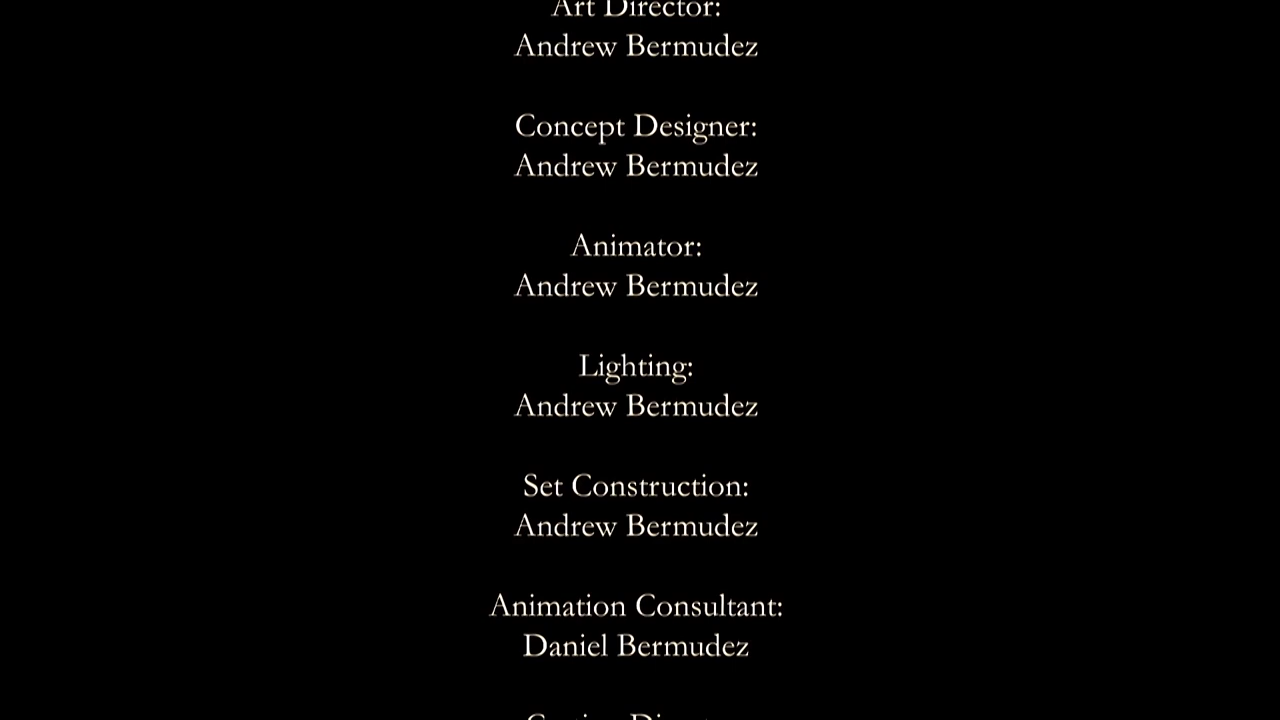 Art Director:
Andrew Bermudez
Concept Designer:
Andrew Bermudez
Animator:
Andrew Bermudez
Lighting:
Andrew Bermudez
Set Construction:
Andrew Bermudez
Animation Consultant:
Daniel Bermudez